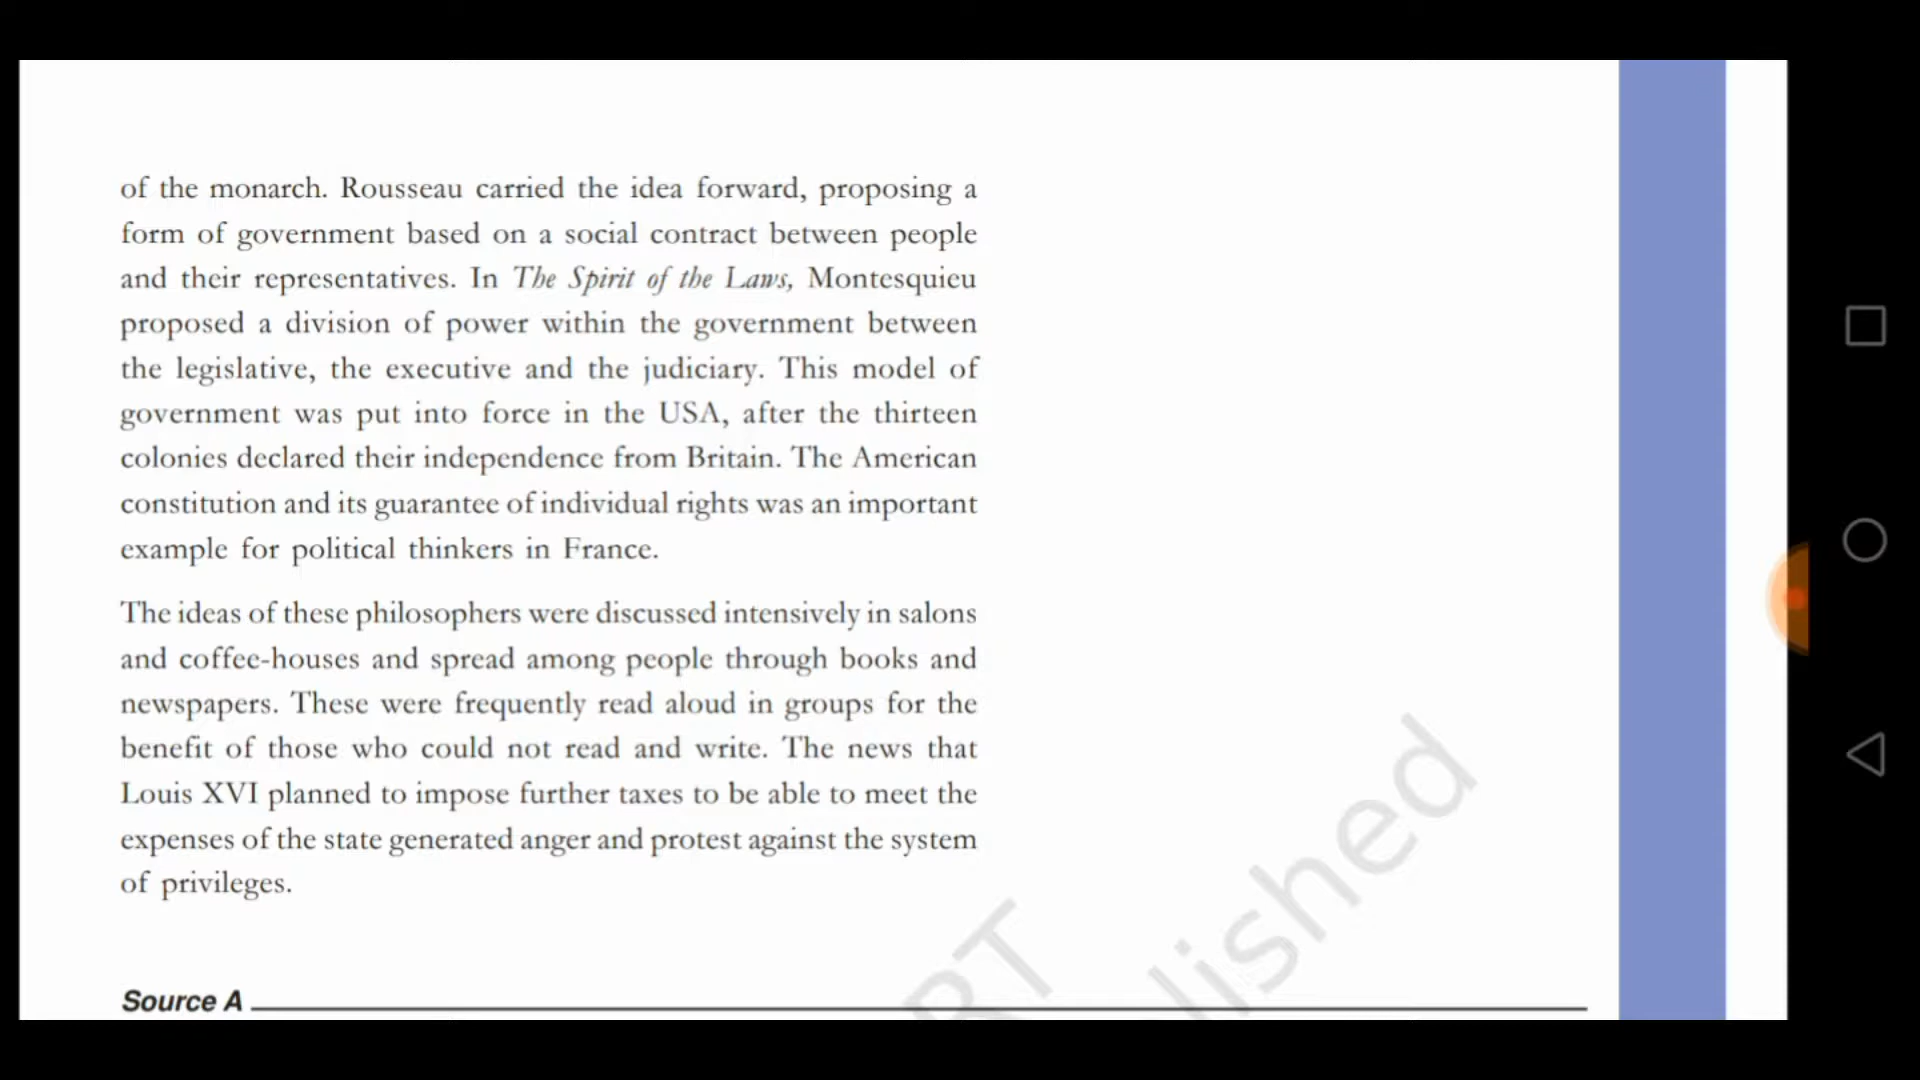 of the monarch. Rousseau carried the idea forward, proposing a
form of government based on a social contract between people
and their representatives. In The Spirit of the Laws, Montesquieu
proposed a division of power within the government between
the legislative, the executive and the judiciary. This model of
government was put into force in the USA, after the thirteen
colonies declared their independence from Britain. The American
constitution and its guarantee of individual rights was an important
example for political thinkers in France.
The ideas of these philosophers were discussed intensively in salons
and coffee-houses and spread among people through books and
newspapers. These were frequently read aloud in groups for the
benefit of those who could not read and write. The news that
Louis XVI planned to impose further taxes to be able to meet the
expenses of the state generated anger and protest against the system
of privileges.
Source A